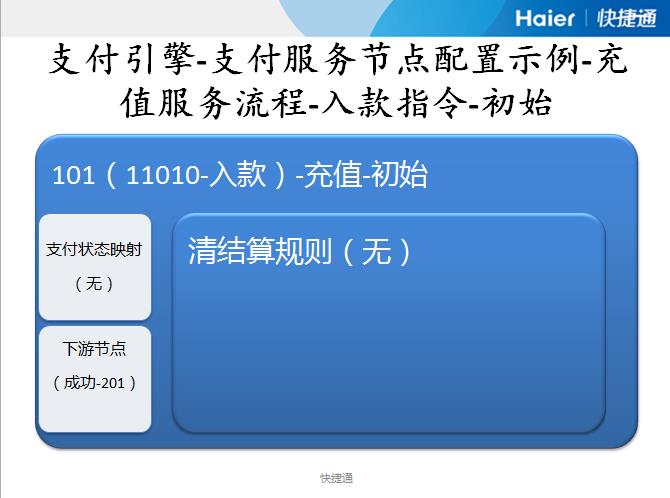 Haier 快捷通
支付引擎-支付服务节点配置示例-充
值服务流程-入款指令-初始
101（11010-入款）-充值-初始
支付状态映射
（无）
清结算规则（无）
下游节点
（成功-201）
快捷通